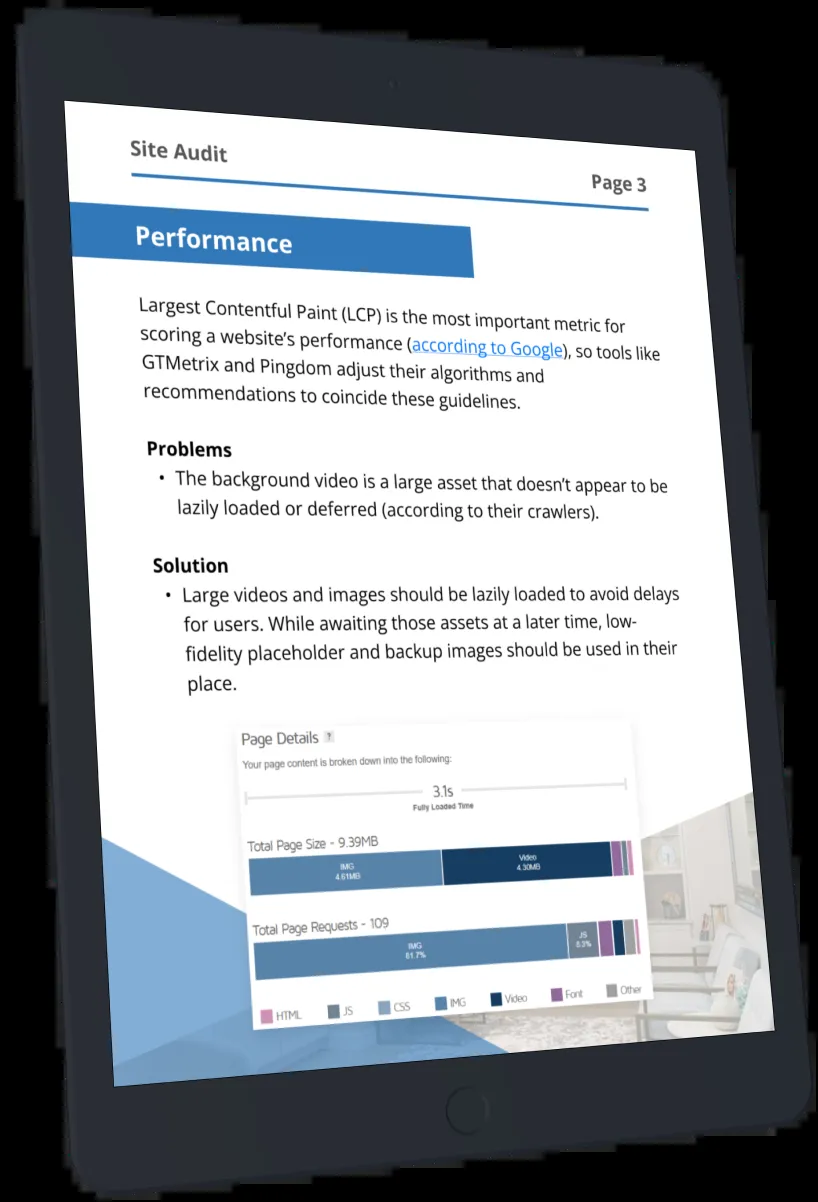 Site Audit
Page 3
Performance
Largest Contentful Paint (LCP) is the most important metric for
scoring a website’s performance (according to Google), so tools like
GTMetrix and Pingdom adjust their algorithms and
recommendations to coincide these guidelines.
Problems
• The background video is a large asset that doesn’t appear to be
lazily loaded or deferred (according to their crawlers).
Solution
• Large videos and images should be lazily loaded to avoid delays
for users. While awaiting those assets at a later time, low-
fidelity placeholder and backup images should be used in their
place.
Page Details ?
Your page content is broken down into the following:
3.1s
Fully Loaded Time
Total Page Size - 9.39MB
IMG Video
4.61MB 4.30MB
Total Page Requests - 109
IMG JS
81.7% 8.3%
HTML JS CSS IMG Video Font Other